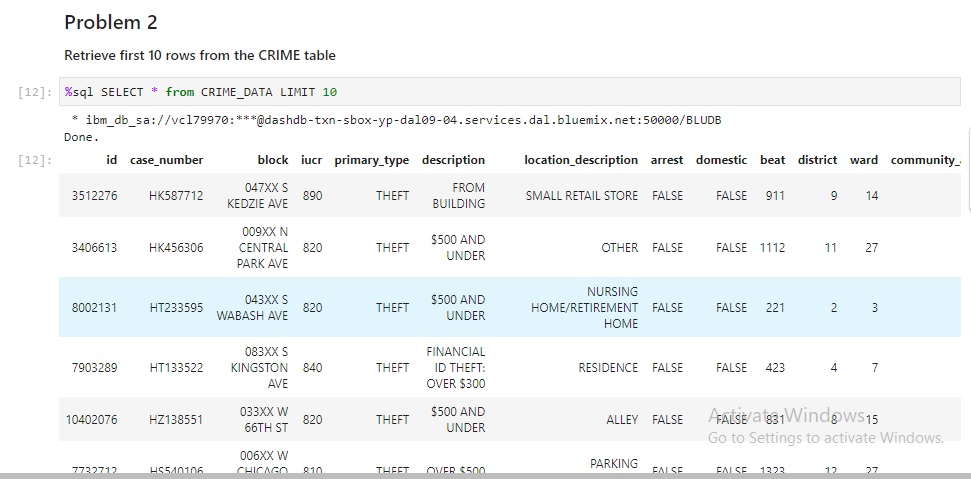 Problem 2
Retrieve first 10 rows from the CRIME table
[12]: %sql SELECT * from CRIME_DATA LIMIT 10
* ibm_db_sa://vcl79970:***@dashdb-txn-sbox-yp-dal09-04.services.dal.bluemix.net:50000/BLUDB
Done.
[12]: id case_number block iucr primary_type description location_description arrest domestic beat district ward community_
047XX S FROM
3512276 HK587712 KEDZIE AVE 890 THEFT BUILDING SMALL RETAIL STORE FALSE FALSE 911 9 14
009XX N
3406613 HK456306 CENTRAL 820 THEFT $500 AND UNDER OTHER FALSE FALSE 1112 11 27
PARK AVE
NURSING
8002131 HT233595 043XX S WABASH AVE 820 THEFT $500 AND UNDER HOME/RETIREMENT FALSE FALSE 221 2 3
HOME
083XX S FINANCIAL
7903289 HT133522 KINGSTON 840 THEFT ID THEFT: RESIDENCE FALSE FALSE 423 4 7
AVE OVER $300
10402076 HZ138551 033XX W 66TH ST 820 THEFT $500 AND UNDER ALLEY FALSE FALSE 831 8 15
Activate Windows
Go to Settings to activate Windows.
006XX W PARKING
7732712 HS540106 CHICAGO 810 THEFT OVER $500 FALSE FALSE 1323 12 27